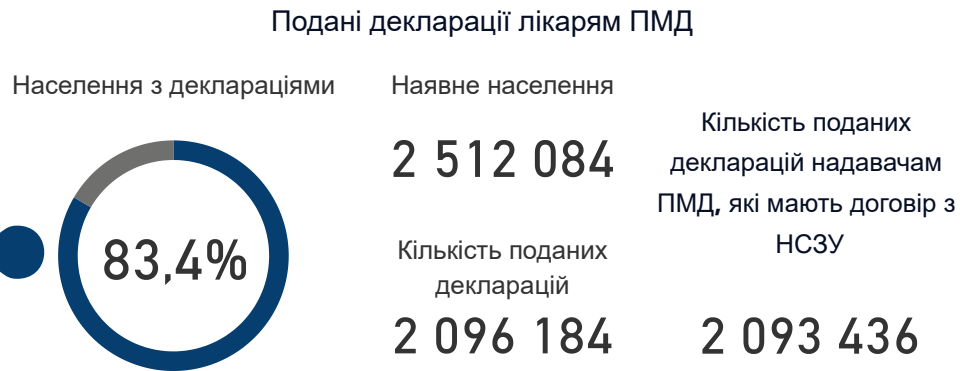 Подані декларації лікарям ПМД
Населення з деклараціями
83,4%
Наявне населення
2 512 084
Кількість поданих
декларацій
2 096 184
Кількість поданих
декларацій надавачам
ПМД, які мають договір з
НСЗУ
2 093 436